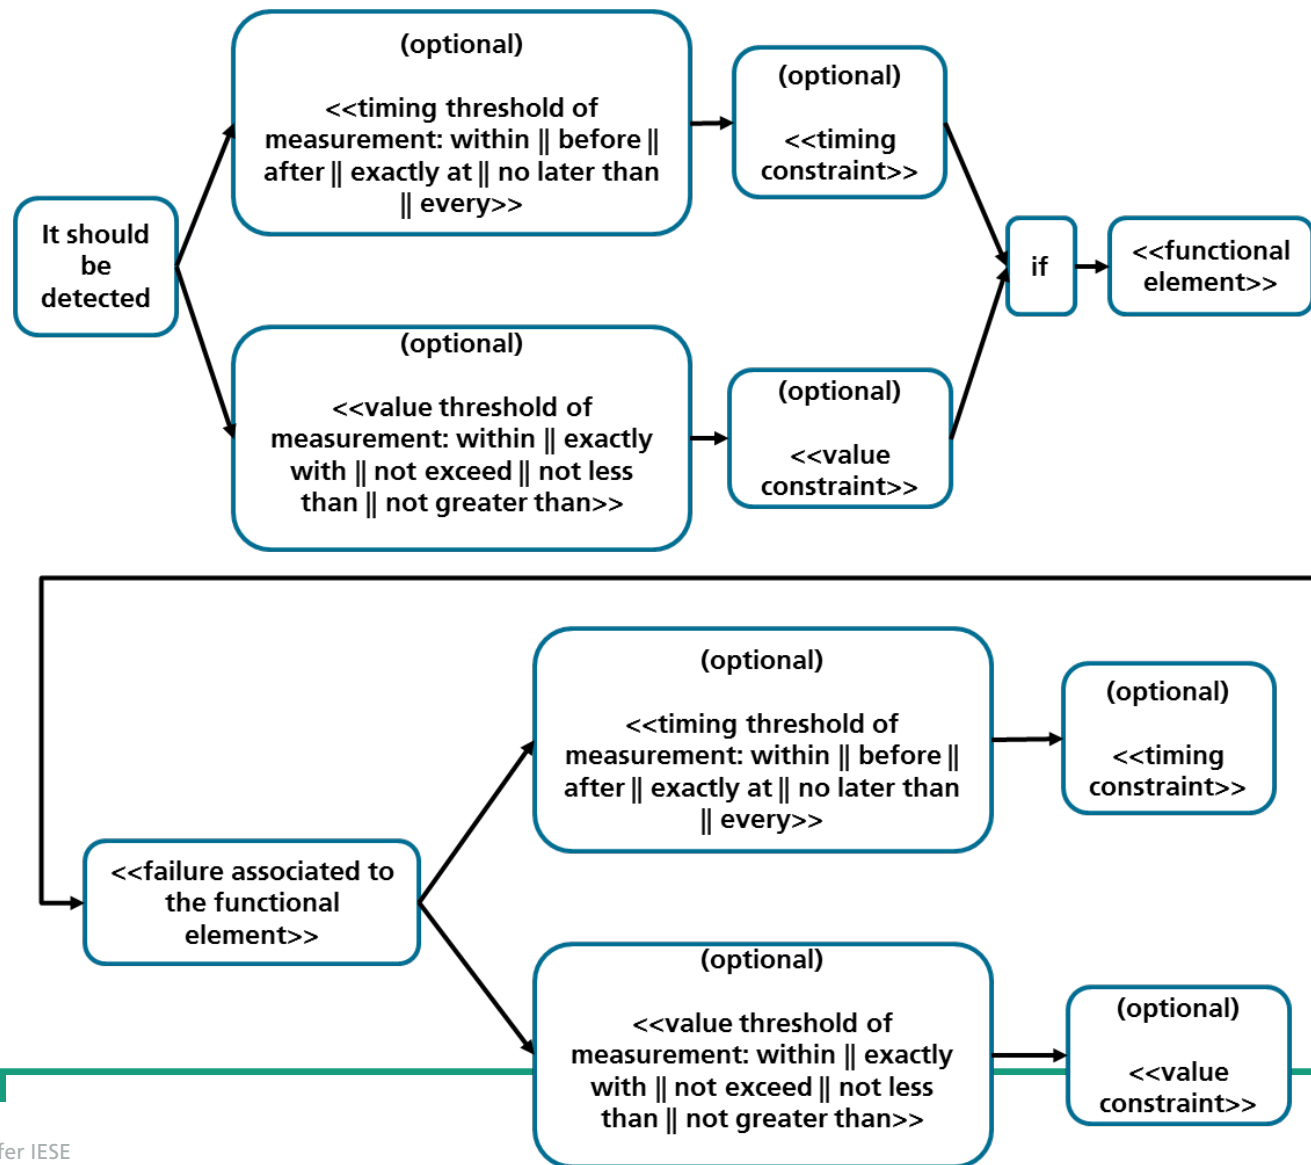 (optional)
<<timing threshold of
measurement: within || before ||
after || exactly at || no later than
|| every>>
(optional)
<<timing
constraint>>
It should
be
detected
if
<<functional
element>>
(optional)
<<value threshold of
measurement: within || exactly
with || not exceed || not less
than || not greater than>>
(optional)
<<value
constraint>>
(optional)
<<timing threshold of
measurement: within || before ||
after || exactly at || no later than
|| every>>
(optional)
<<timing
constraint>>
<<failure associated to
the functional
element>>
(optional)
<<value threshold of
measurement: within || exactly
with || not exceed || not less
than || not greater than>>
(optional)
<<value
constraint>>
fer IESE